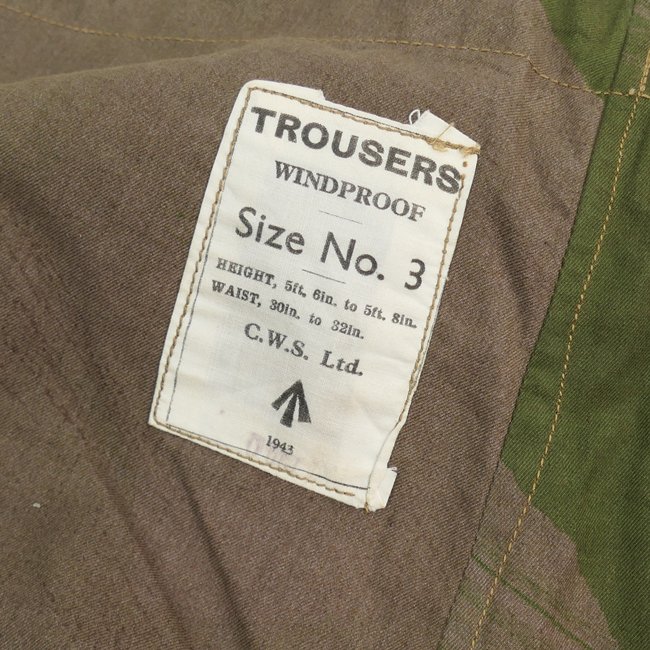 TROUSERS
WINDPROOF
Size No. 3
HEIGHT, 5ft. 6in. to 5ft. 8in.
WAIST, 30in. to 32in.
C.W.S. Ltd.
1943